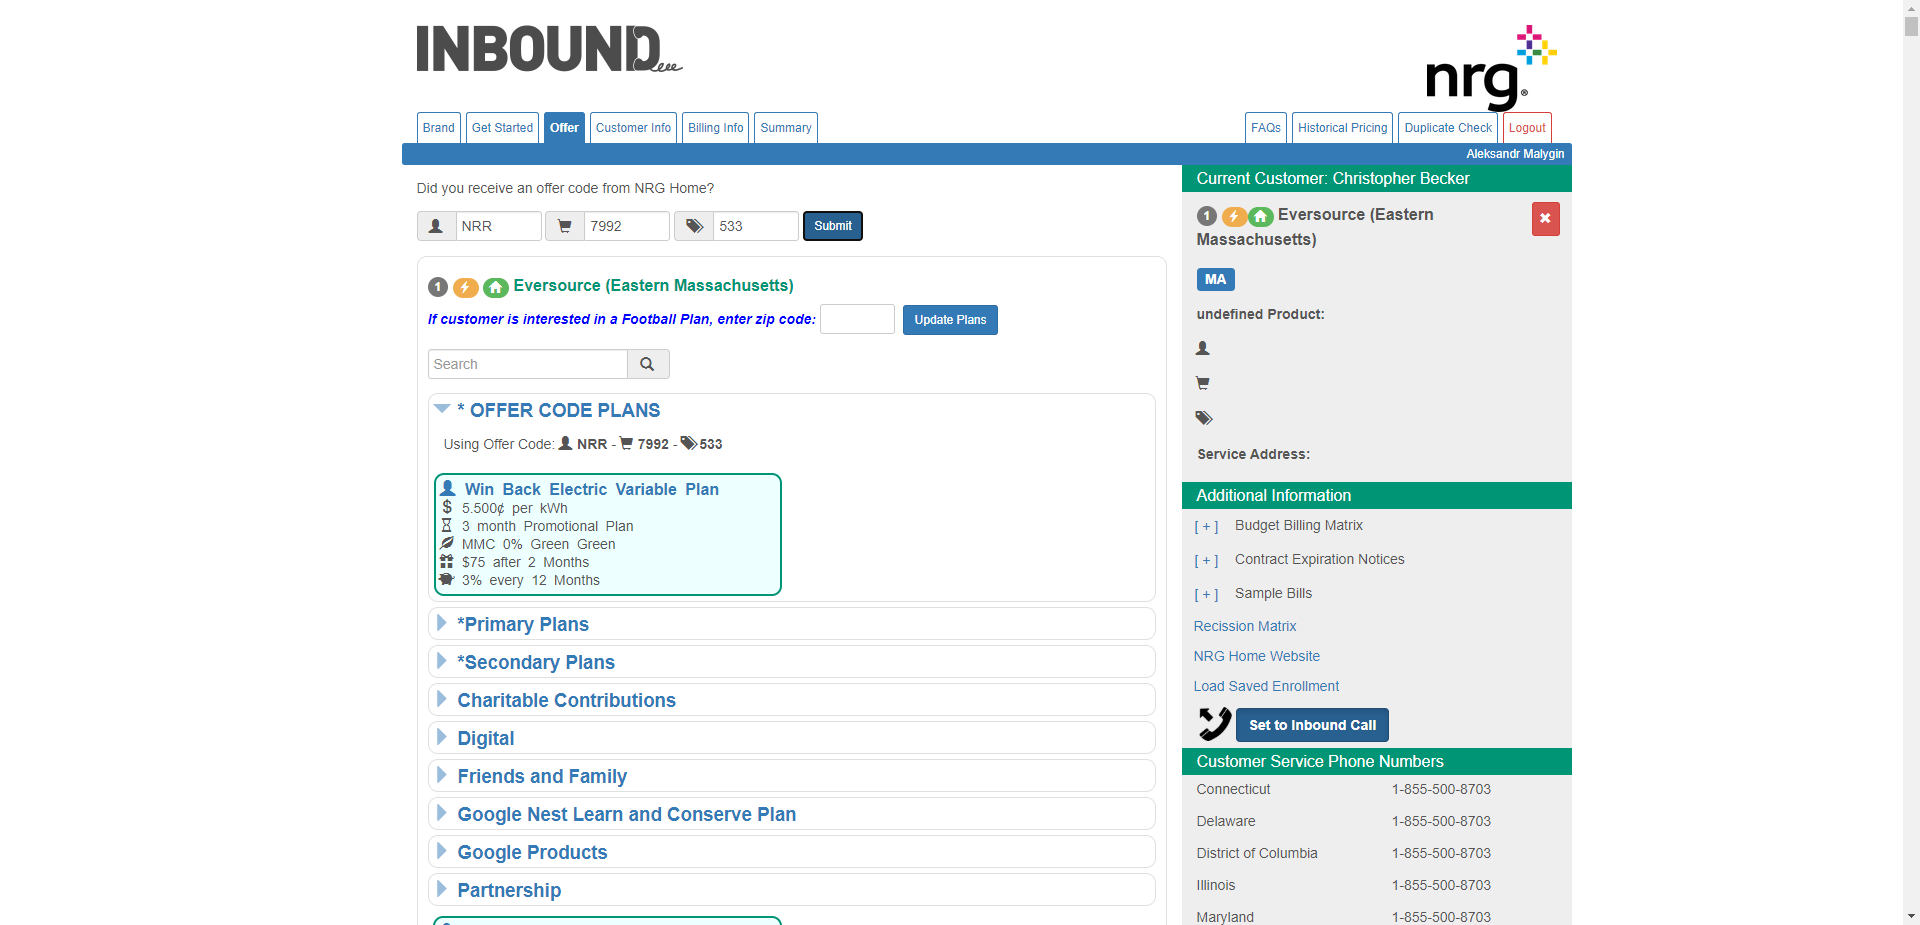 INBOUND
nrg®
Brand
Get Started
Offer
Customer Info
Billing Info
Summary
FAQs
Historical Pricing
Duplicate Check
Logout
Aleksandr Malygin
Did you receive an offer code from NRG Home?
NRR
7992
533
Submit
1 Eversource (Eastern Massachusetts)
If customer is interested in a Football Plan, enter zip code:
Update Plans
Search
* OFFER CODE PLANS
Using Offer Code: NRR - 7992 - 533
Win Back Electric Variable Plan
$ 5.500¢ per kWh
3 month Promotional Plan
MMC 0% Green Green
$75 after 2 Months
3% every 12 Months
*Primary Plans
*Secondary Plans
Charitable Contributions
Digital
Friends and Family
Google Nest Learn and Conserve Plan
Google Products
Partnership
Current Customer: Christopher Becker
1 Eversource (Eastern
Massachusetts)
MA
undefined Product:
Service Address:
Additional Information
[ + ] Budget Billing Matrix
[ + ] Contract Expiration Notices
[ + ] Sample Bills
Recission Matrix
NRG Home Website
Load Saved Enrollment
Set to Inbound Call
Customer Service Phone Numbers
Connecticut 1-855-500-8703
Delaware 1-855-500-8703
District of Columbia 1-855-500-8703
Illinois 1-855-500-8703
Maryland 1-855-500-8703